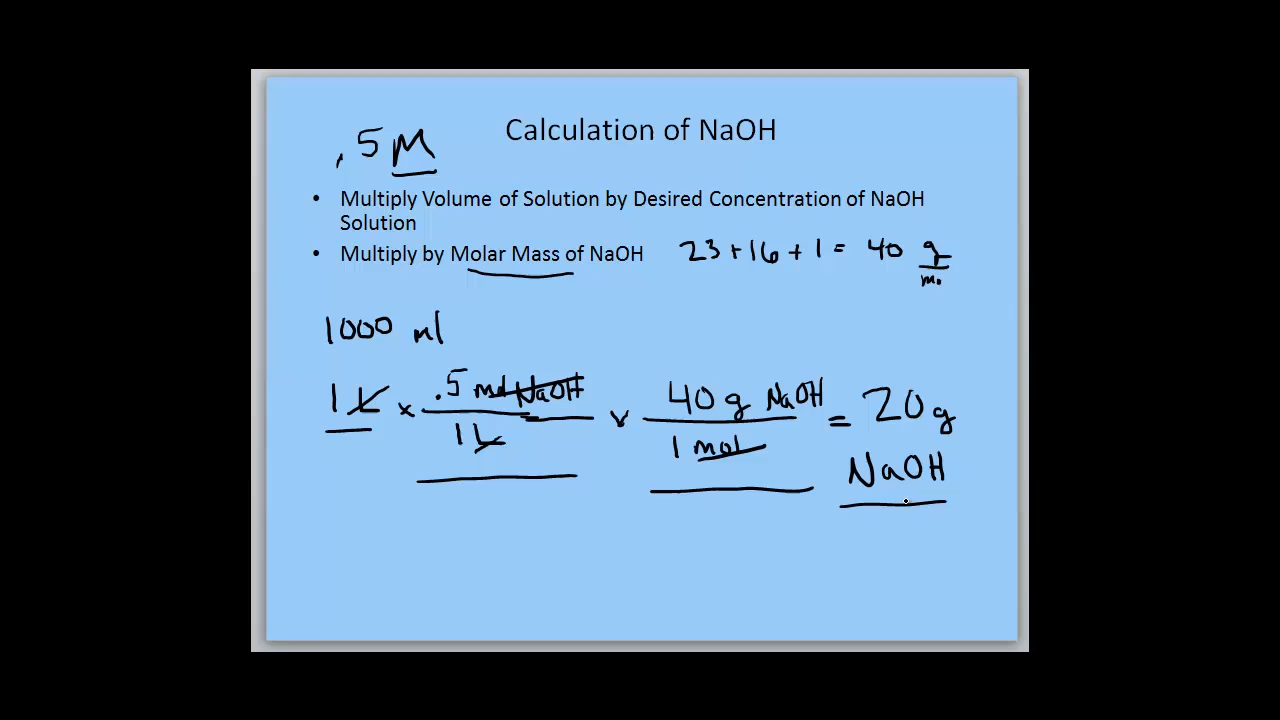 Calculation of NaOH
.5 M
• Multiply Volume of Solution by Desired Concentration of NaOH
Solution
• Multiply by Molar Mass of NaOH 23 + 16 + 1 = 40 g/mo
1000 ml
1 L x .5 mol NaOH / 1 L x 40 g NaOH / 1 mol = 20 g
NaOH